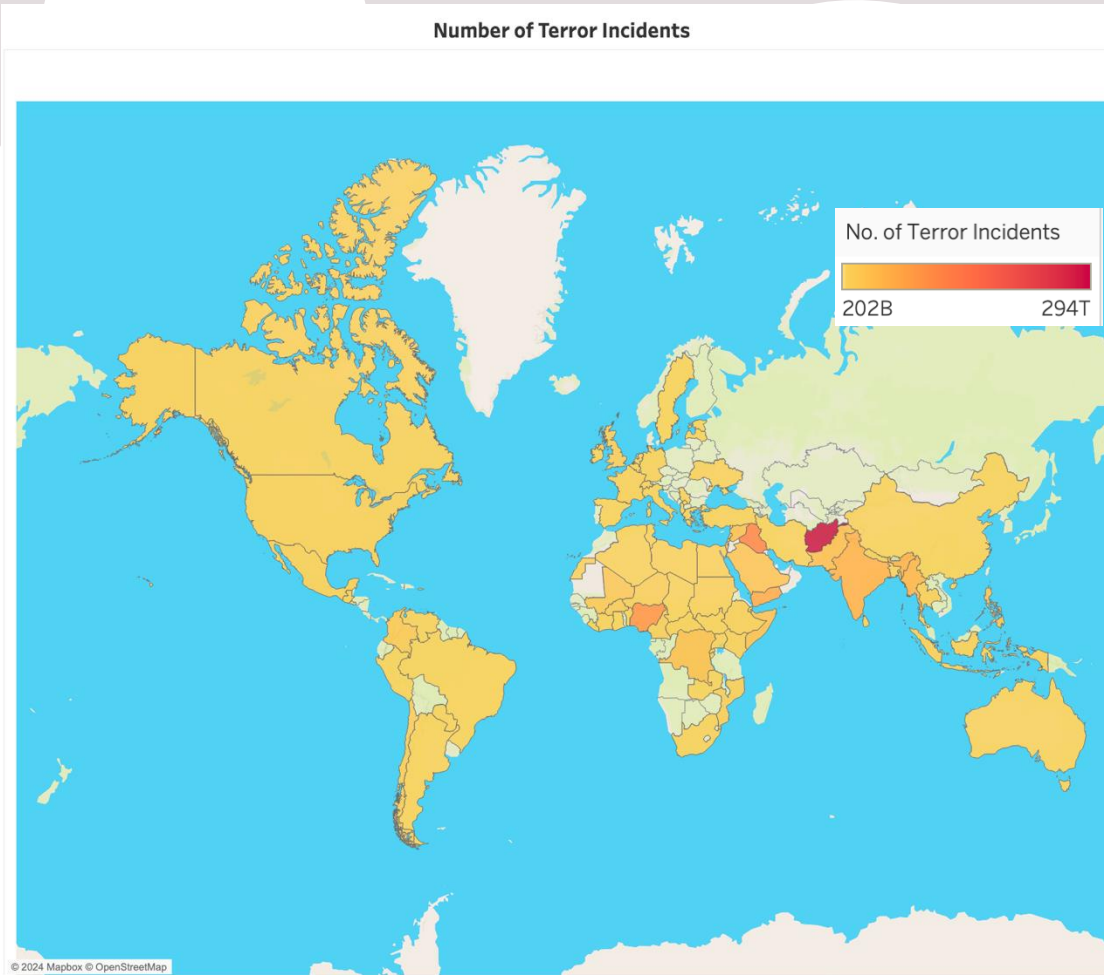 Number of Terror Incidents
No. of Terror Incidents
202B 294T
© 2024 Mapbox © OpenStreetMap